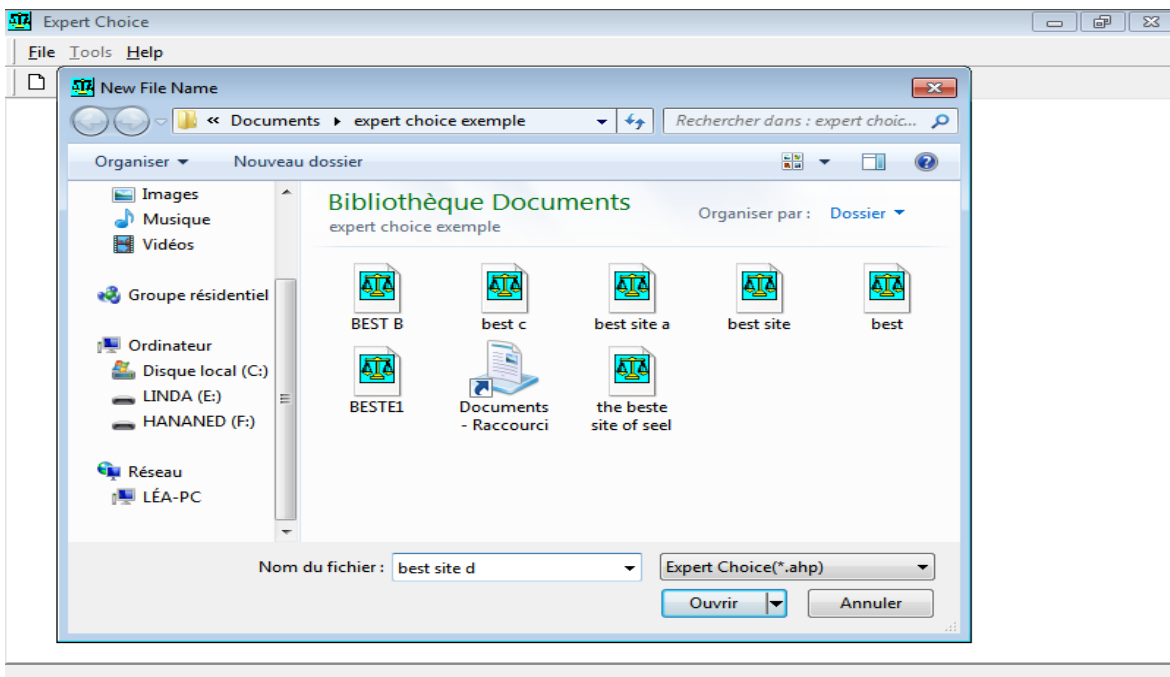 Expert Choice
File Tools Help
New File Name
« Documents ▸ expert choice exemple
Rechercher dans : expert choic...
Organiser Nouveau dossier
Images
Musique
Vidéos
Groupe résidentiel
Ordinateur
Disque local (C:)
LINDA (E:)
HANANED (F:)
Réseau
LÉA-PC
Bibliothèque Documents
expert choice exemple
Organiser par : Dossier
BEST B
best c
best site a
best site
best
BESTE1
Documents
- Raccourci
the beste
site of seel
Nom du fichier : best site d
Expert Choice(*.ahp)
Ouvrir Annuler